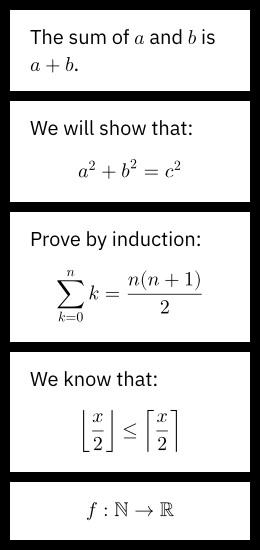 The sum of a and b is
a + b.
We will show that:
a² + b² = c²
Prove by induction:
∑_{k=0}^{n} k = n(n + 1)/2
We know that:
⌊x/2⌋ ≤ ⌈x/2⌉
f : ℕ → ℝ